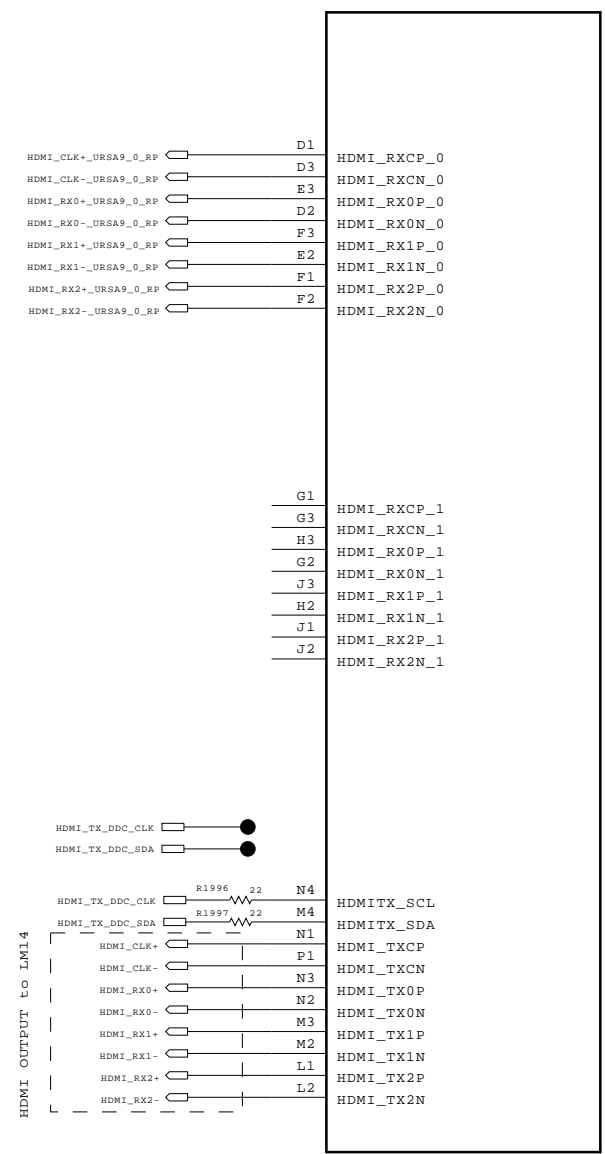 D1
HDMI_CLK+_URSA9_0_RP HDMI_RXCP_0
D3
HDMI_CLK-_URSA9_0_RP HDMI_RXCN_0
E3
HDMI_RX0+_URSA9_0_RP HDMI_RX0P_0
D2
HDMI_RX0-_URSA9_0_RP HDMI_RX0N_0
F3
HDMI_RX1+_URSA9_0_RP HDMI_RX1P_0
E2
HDMI_RX1-_URSA9_0_RP HDMI_RX1N_0
F1
HDMI_RX2+_URSA9_0_RP HDMI_RX2P_0
F2
HDMI_RX2-_URSA9_0_RP HDMI_RX2N_0
G1
HDMI_RXCP_1
G3
HDMI_RXCN_1
H3
HDMI_RX0P_1
G2
HDMI_RX0N_1
J3
HDMI_RX1P_1
H2
HDMI_RX1N_1
J1
HDMI_RX2P_1
J2
HDMI_RX2N_1
HDMI_TX_DDC_CLK
HDMI_TX_DDC_SDA
R1996 22 N4
HDMI_TX_DDC_CLK HDMITX_SCL
R1997 22 M4
HDMI_TX_DDC_SDA HDMITX_SDA
N1
HDMI_CLK+ HDMI_TXCP
P1
HDMI_CLK- HDMI_TXCN
N3
HDMI_RX0+ HDMI_TX0P
N2
HDMI_RX0- HDMI_TX0N
M3
HDMI_RX1+ HDMI_TX1P
M2
HDMI_RX1- HDMI_TX1N
L1
HDMI_RX2+ HDMI_TX2P
L2
HDMI_RX2- HDMI_TX2N
HDMI OUTPUT to LM14